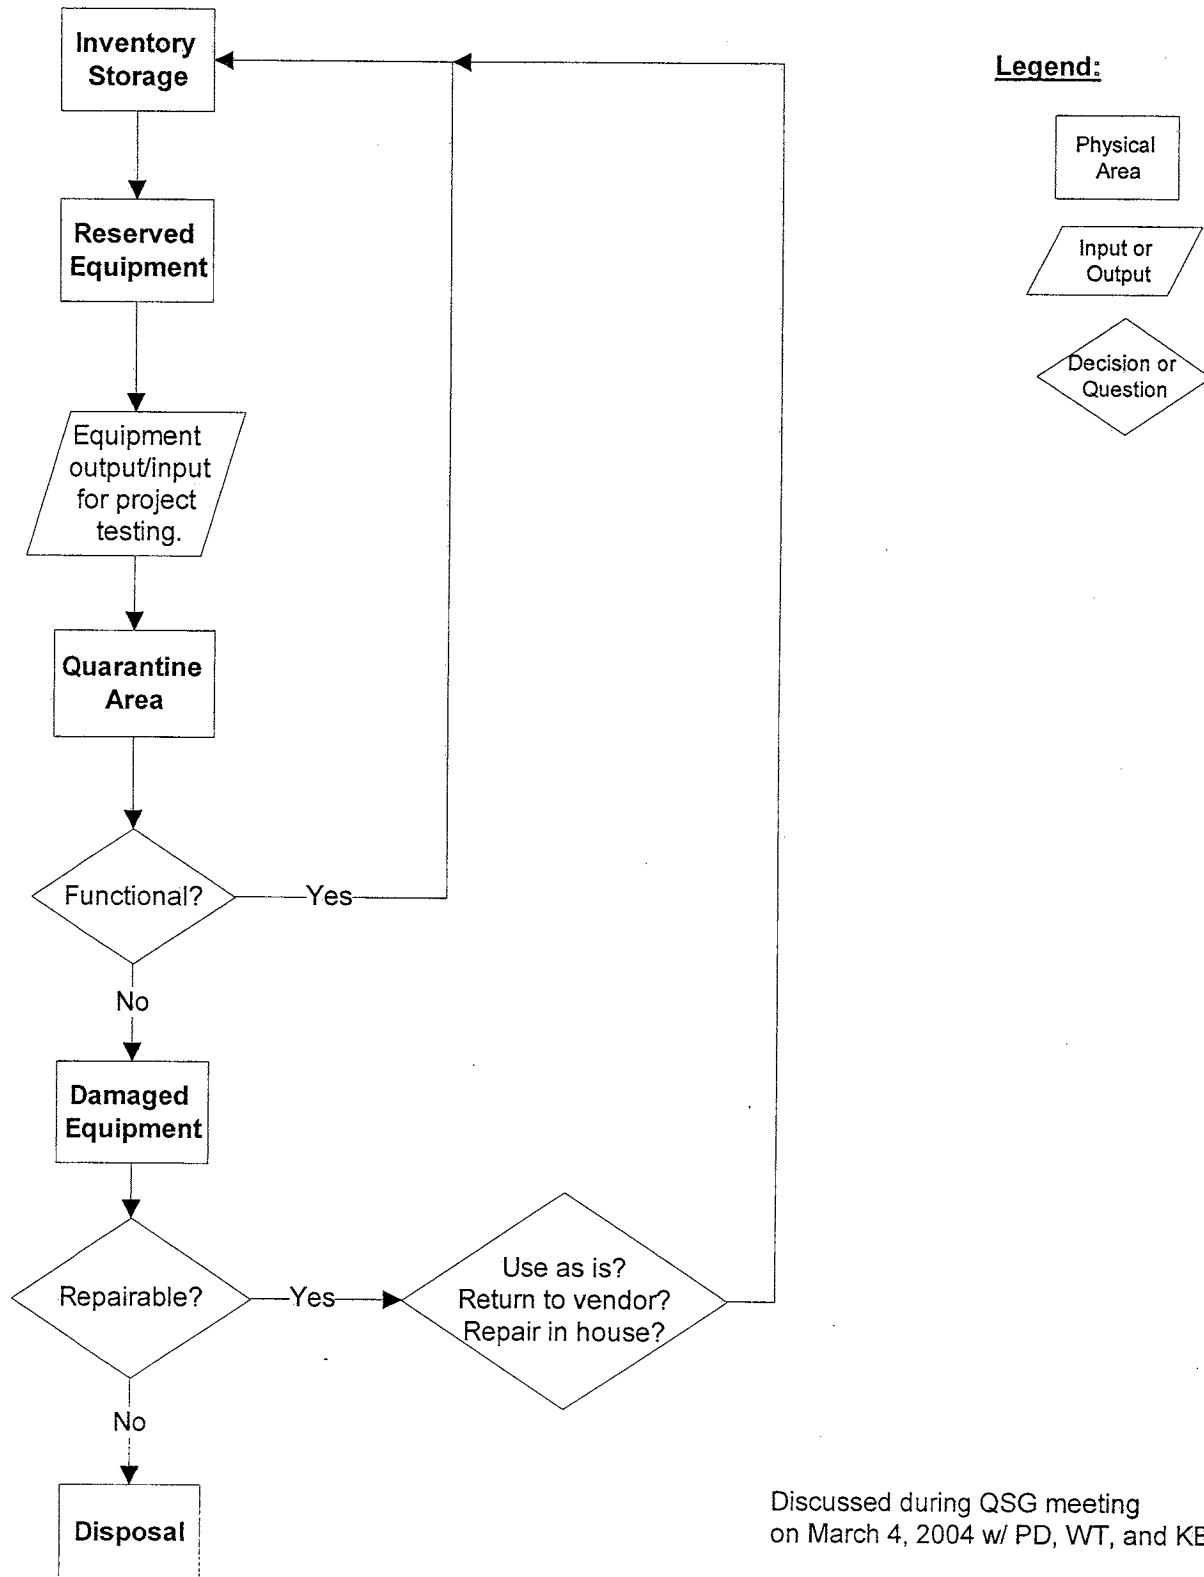 Inventory
Storage
Legend:
Physical
Area
Reserved
Equipment
Input or
Output
Decision or
Question
Equipment
output/input
for project
testing.
Quarantine
Area
Functional?
Yes
No
Damaged
Equipment
Repairable?
Yes
Use as is?
Return to vendor?
Repair in house?
No
Disposal
Discussed during QSG meeting
on March 4, 2004 w/ PD, WT, and